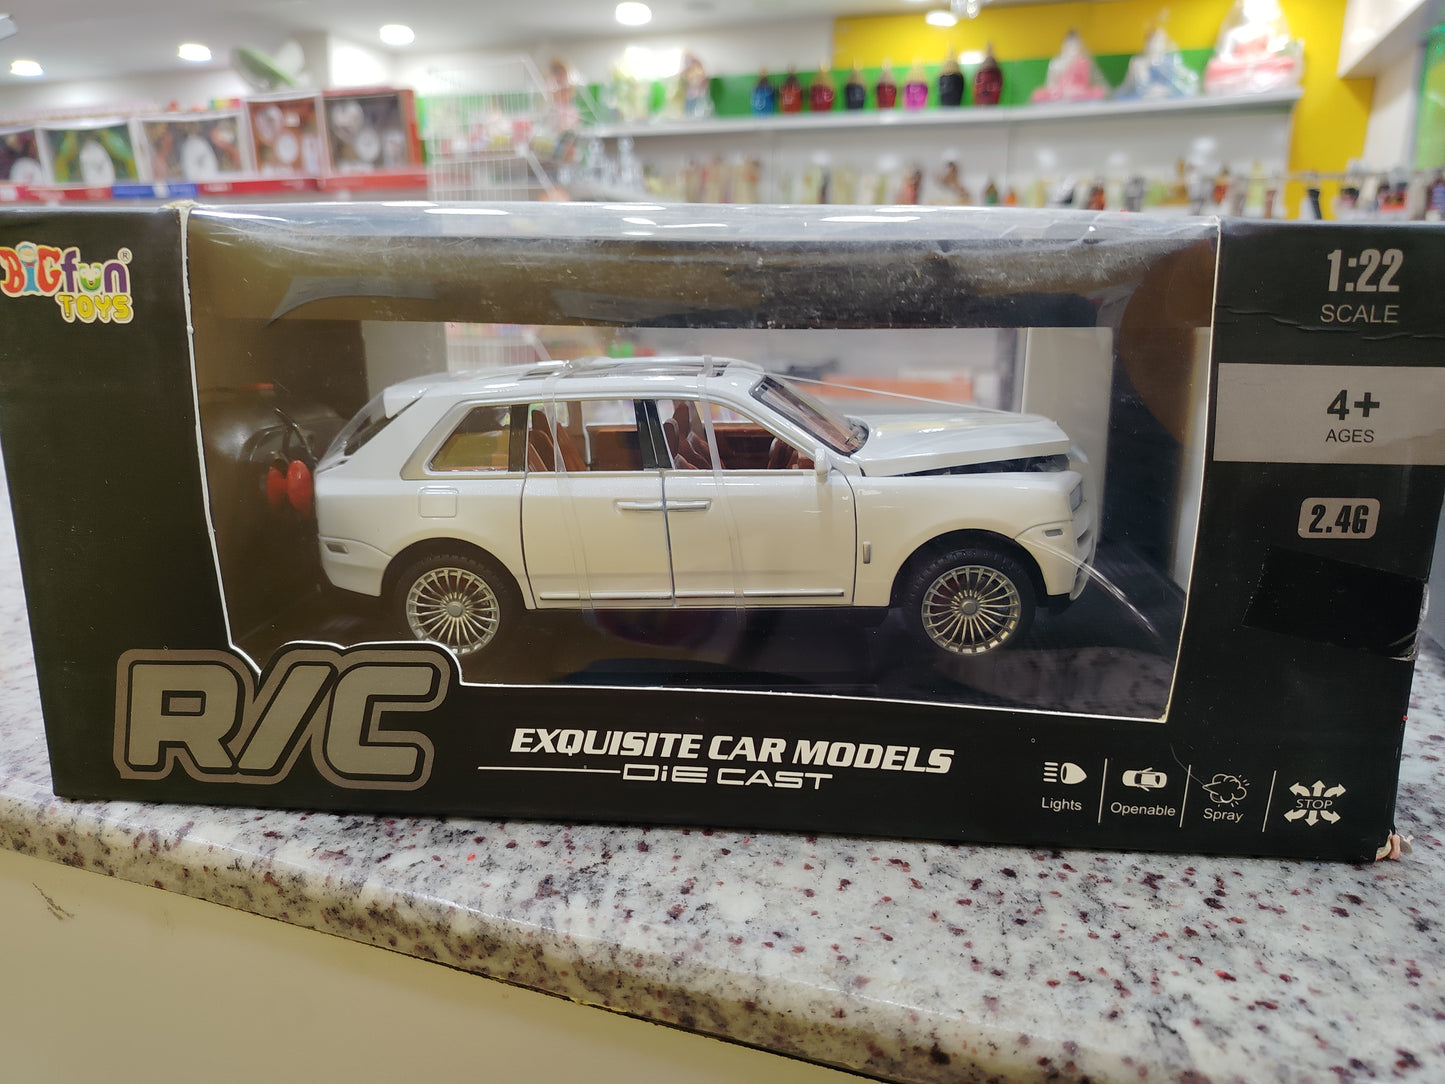 BiGfun®
TOYS
1:22
SCALE
4+
AGES
2.4G
R/C
EXQUISITE CAR MODELS
DiE CAST
Lights
Openable
Spray
STOP